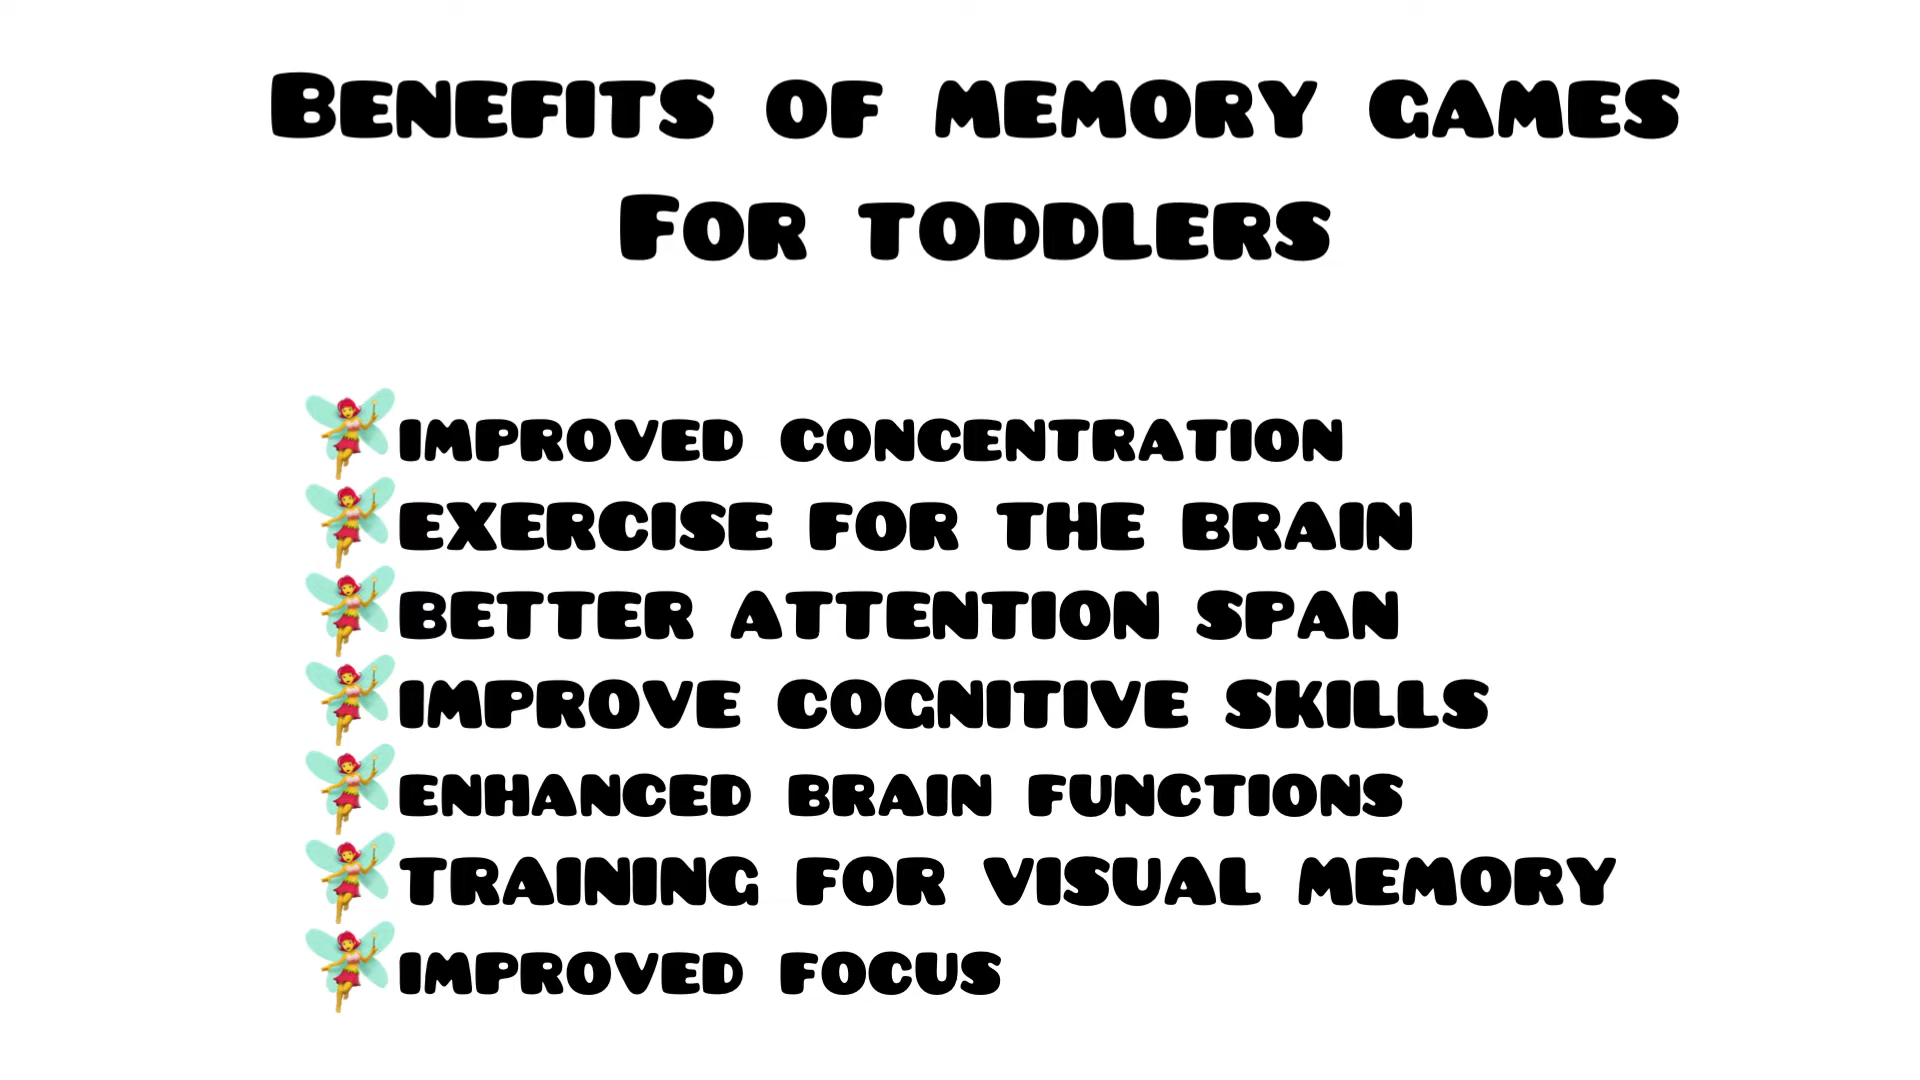 Benefits of memory games
For toddlers
improved concentration
EXERCISE FOR THE BRAIN
BETTER ATTENTION SPAN
IMPROVE COGNITIVE SKILLS
enhanced brain functions
TRAINING FOR VISUAL MEMORY
improved focus